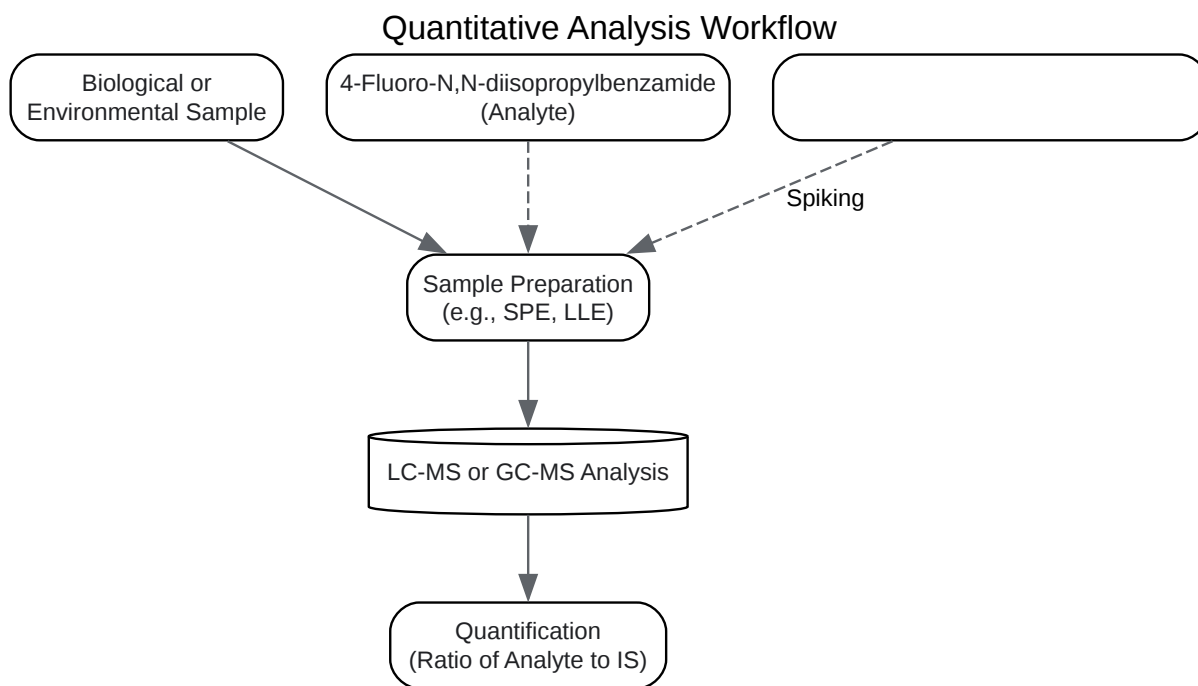 Quantitative Analysis Workflow
Biological or
Environmental Sample
4-Fluoro-N,N-diisopropylbenzamide
(Analyte)
Spiking
Sample Preparation
(e.g., SPE, LLE)
LC-MS or GC-MS Analysis
Quantification
(Ratio of Analyte to IS)